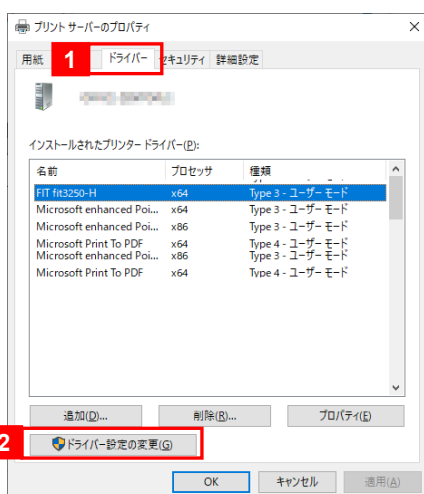 プリント サーバーのプロパティ
用紙 1 ドライバー セキュリティ 詳細設定
インストールされたプリンター ドライバー(P):
名前 プロセッサ 種類
FIT fit3250-H x64 Type 3 - ユーザー モード
Microsoft enhanced Poi... x64 Type 3 - ユーザー モード
Microsoft enhanced Poi... x86 Type 3 - ユーザー モード
Microsoft Print To PDF x64 Type 4 - ユーザー モード
Microsoft enhanced Poi... x86 Type 3 - ユーザー モード
Microsoft Print To PDF x64 Type 4 - ユーザー モード
追加(D)... 削除(R)... プロパティ(E)
2 ドライバー設定の変更(G)
OK キャンセル 適用(A)